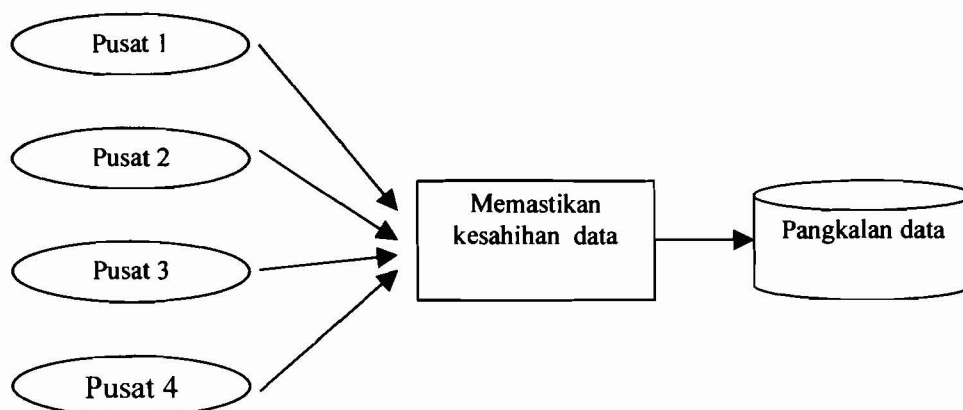 Pusat 1
Pusat 2
Pusat 3
Pusat 4
Memastikan
kesahihan data
Pangkalan data